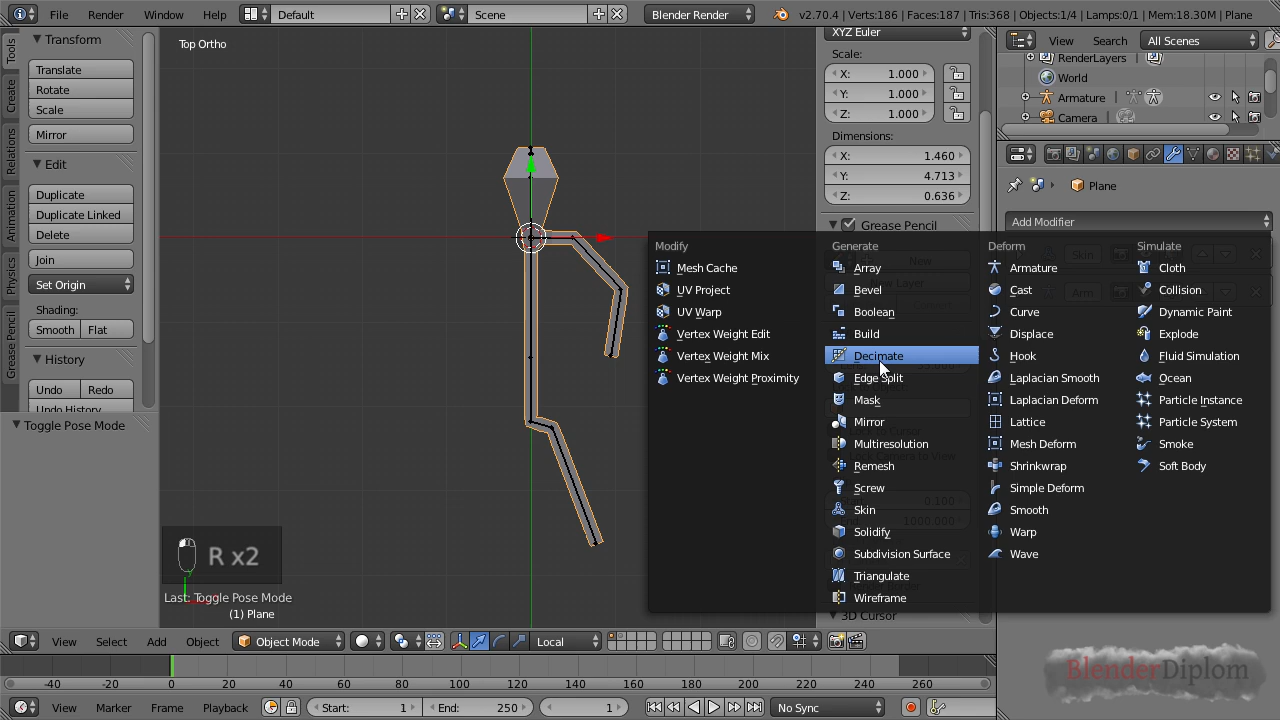 File Render Window Help Default Scene Blender Render v2.70.4 | Verts:186 | Faces:187 | Tris:368 | Objects:1/4 | Lamps:0/1 | Mem:18.30M | Plane
Tools
Create
Relations
Animation
Physics
Grease Pencil
Transform
Translate
Rotate
Scale
Mirror
Edit
Duplicate
Duplicate Linked
Delete
Join
Set Origin
Shading:
Smooth Flat
History
Undo Redo
Undo History
Toggle Pose Mode
Top Ortho
R x2
Last: Toggle Pose Mode
(1) Plane
XYZ Euler
Scale:
X: 1.000
Y: 1.000
Z: 1.000
Dimensions:
X: 1.460
Y: 4.713
Z: 0.636
Grease Pencil
View Search All Scenes
RenderLayers
World
Armature
Camera
Plane
Add Modifier
Modify
Mesh Cache
UV Project
UV Warp
Vertex Weight Edit
Vertex Weight Mix
Vertex Weight Proximity
Generate
Array
Bevel
Boolean
Build
Decimate
Edge Split
Mask
Mirror
Multiresolution
Remesh
Screw
Skin
Solidify
Subdivision Surface
Triangulate
Wireframe
Deform
Armature
Cast
Curve
Displace
Hook
Laplacian Smooth
Laplacian Deform
Lattice
Mesh Deform
Shrinkwrap
Simple Deform
Smooth
Warp
Wave
Simulate
Cloth
Collision
Dynamic Paint
Explode
Fluid Simulation
Ocean
Particle Instance
Particle System
Smoke
Soft Body
3D Cursor
View Select Add Object Object Mode Local
-40 -20 0 20 40 60 80 100 120 140 160 180 200 220 240 260
View Marker Frame Playback Start: 1 End: 250 1 No Sync
BlenderDiplom